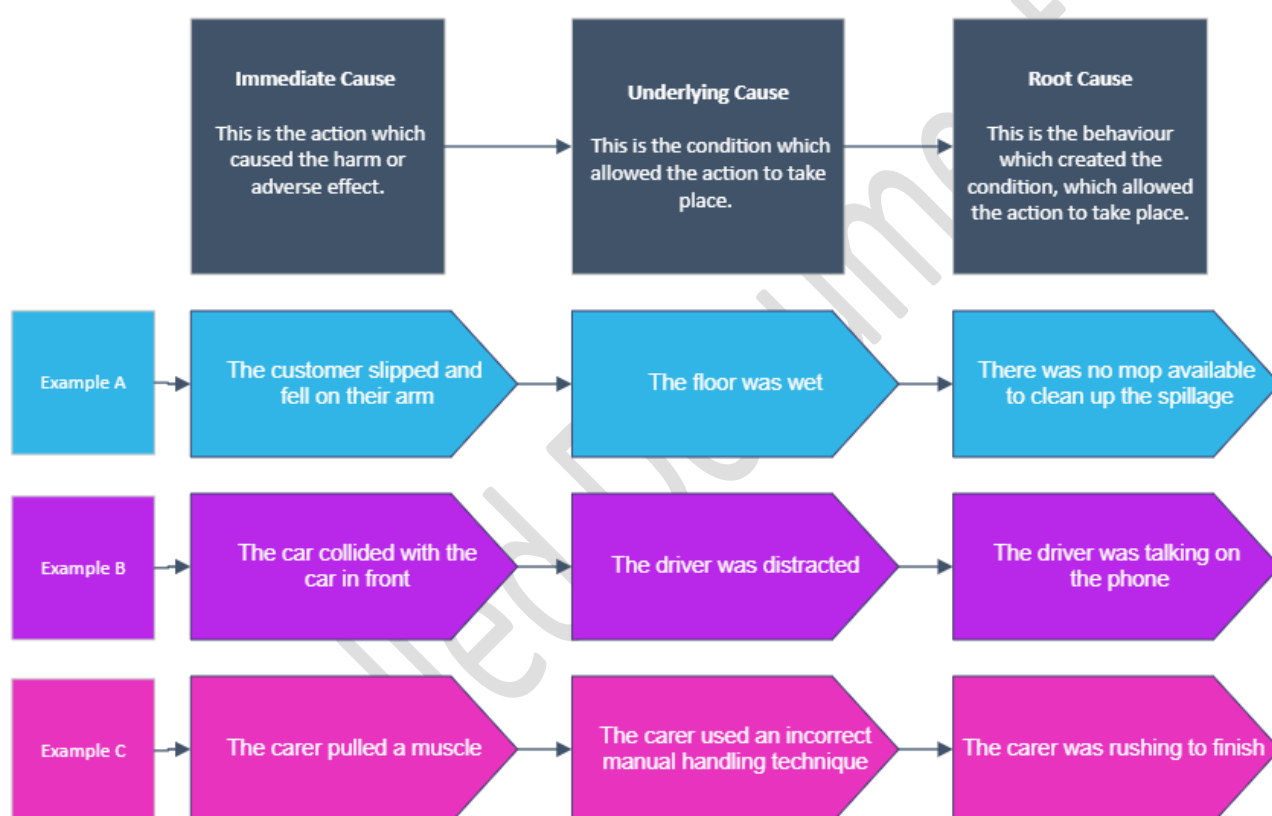 Immediate Cause
This is the action which
caused the harm or
adverse effect.
Underlying Cause
This is the condition which
allowed the action to take
place.
Root Cause
This is the behaviour
which created the
condition, which allowed
the action to take place.
Example A
The customer slipped and
fell on their arm
The floor was wet
There was no mop available
to clean up the spillage
Example B
The car collided with the
car in front
The driver was distracted
The driver was talking on
the phone
Example C
The carer pulled a muscle
The carer used an incorrect
manual handling technique
The carer was rushing to finish